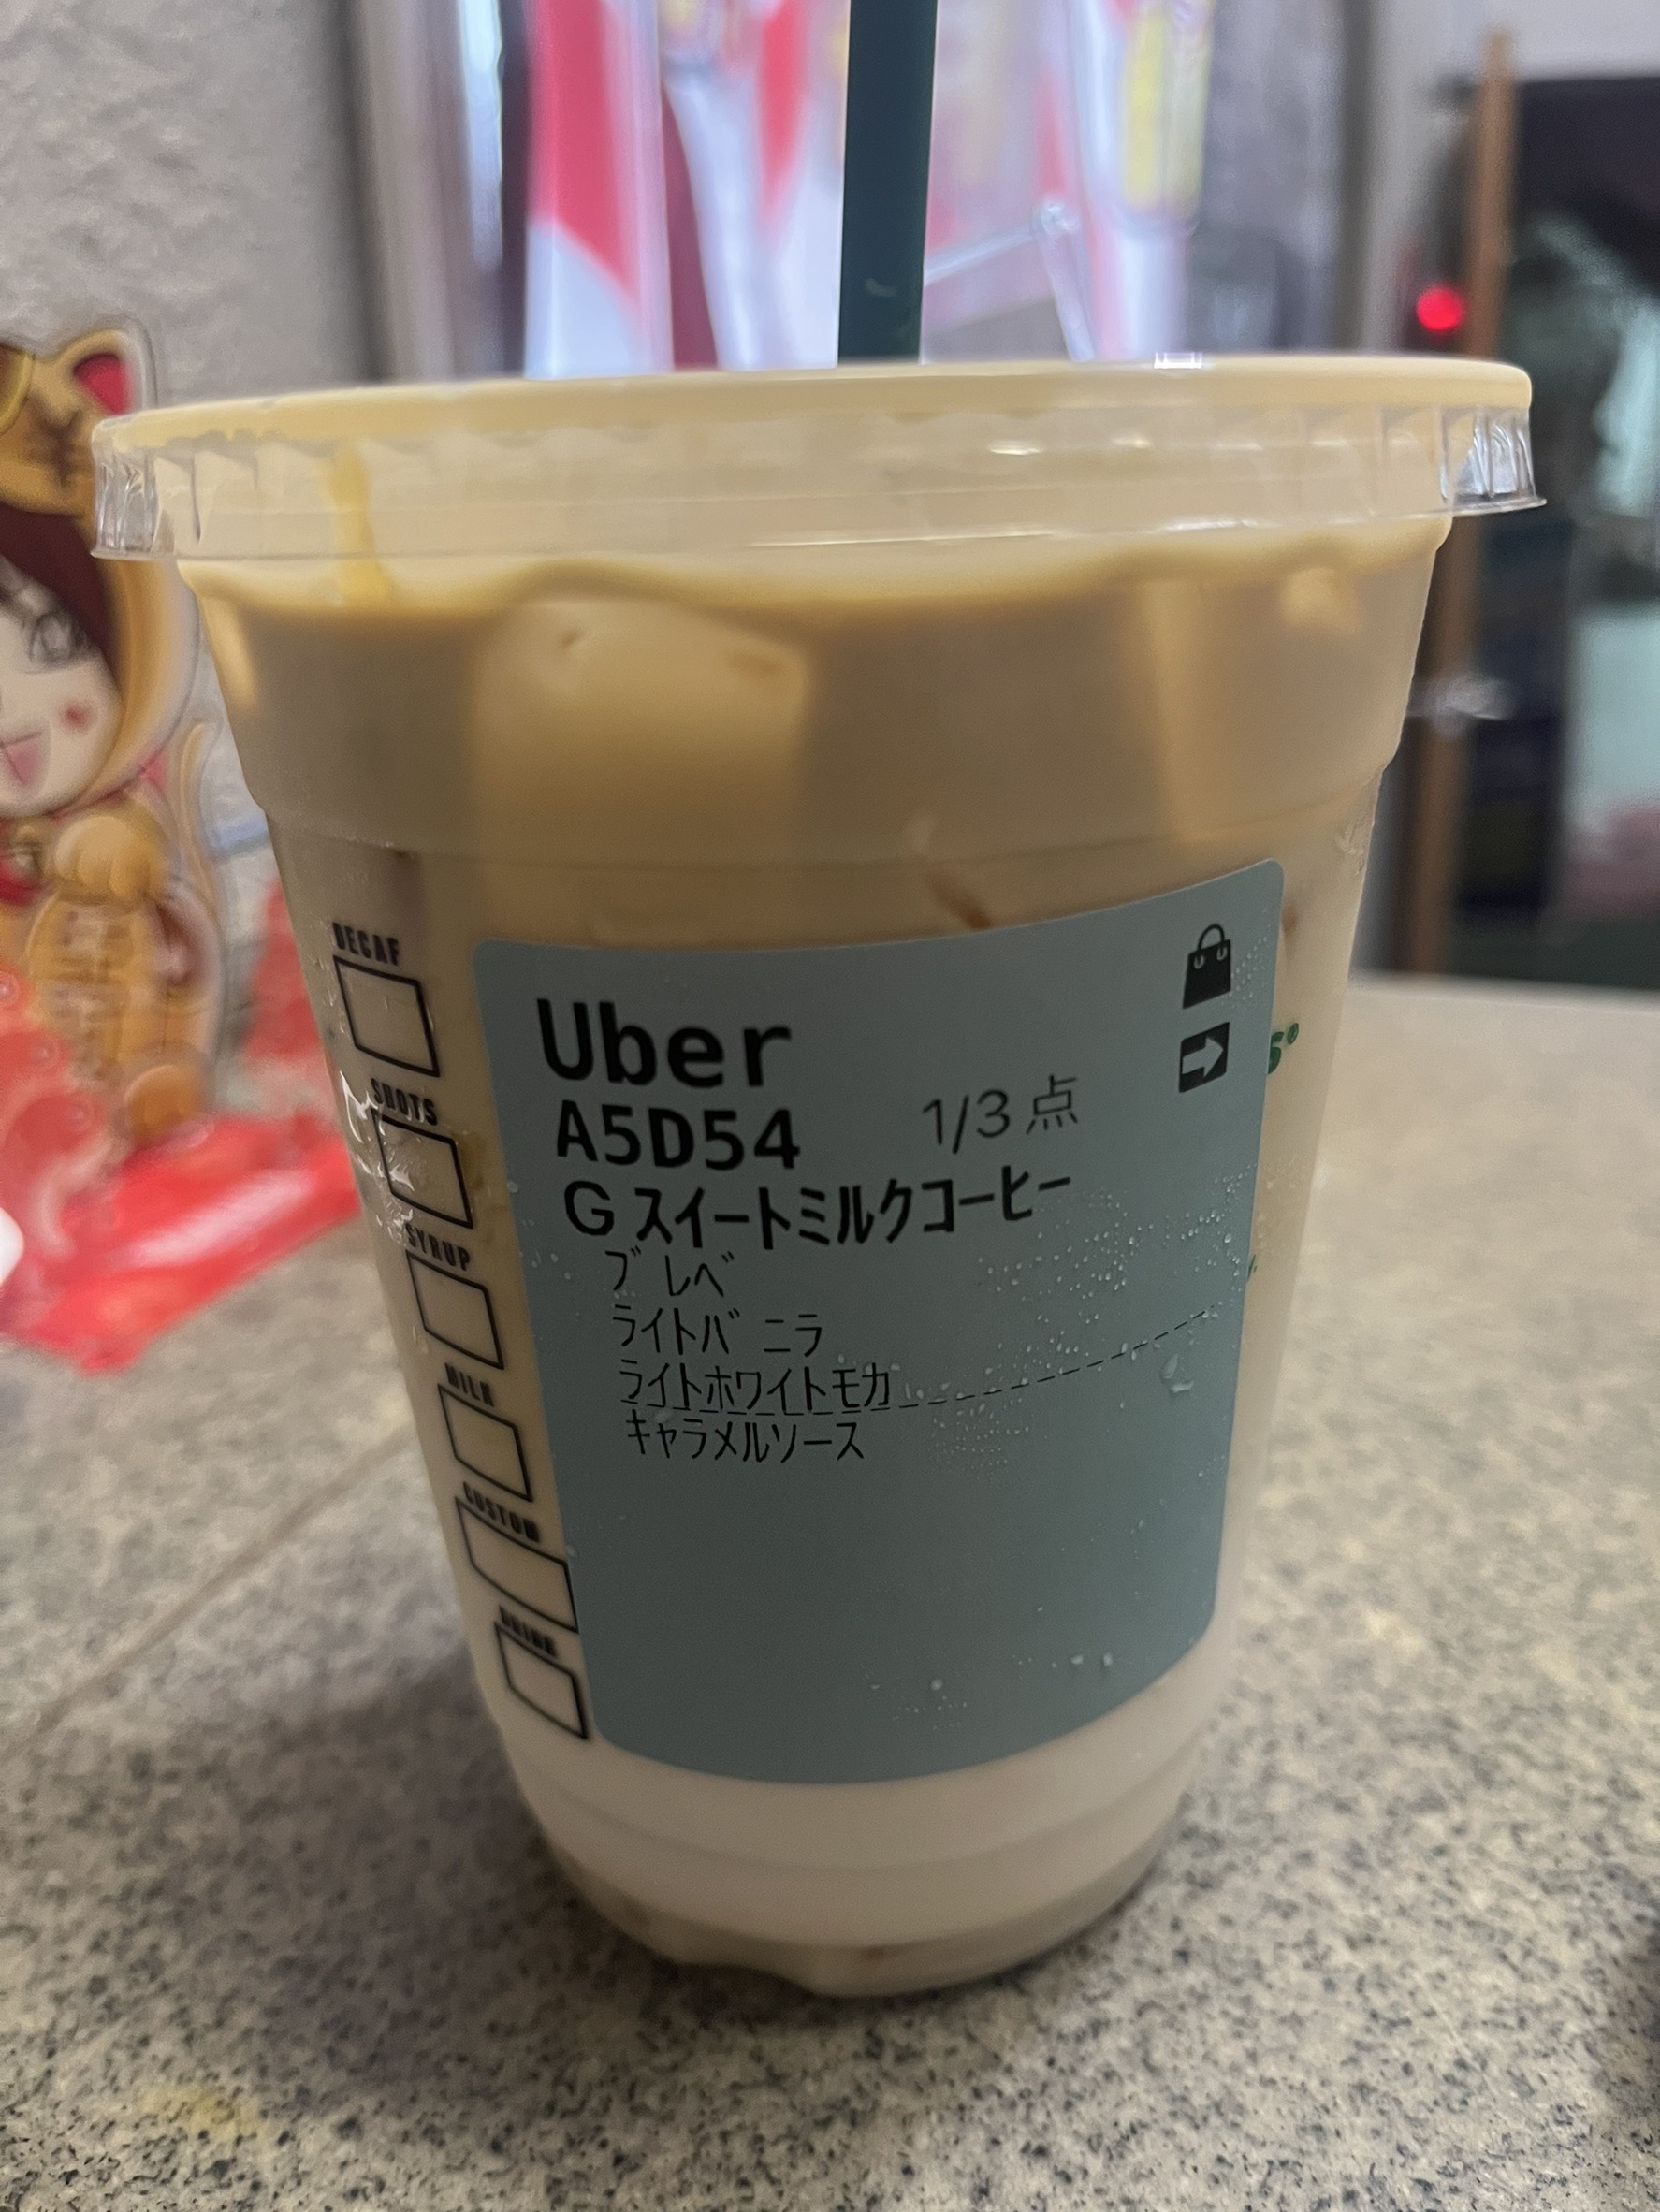 DECAF
SHOTS
SYRUP
MILK
CUSTOM
DRINK
Uber
A5D54 1/3点
Gスイートミルクコーヒー
ブレベ
ライトバニラ
ライトホワイトモカ
キャラメルソース